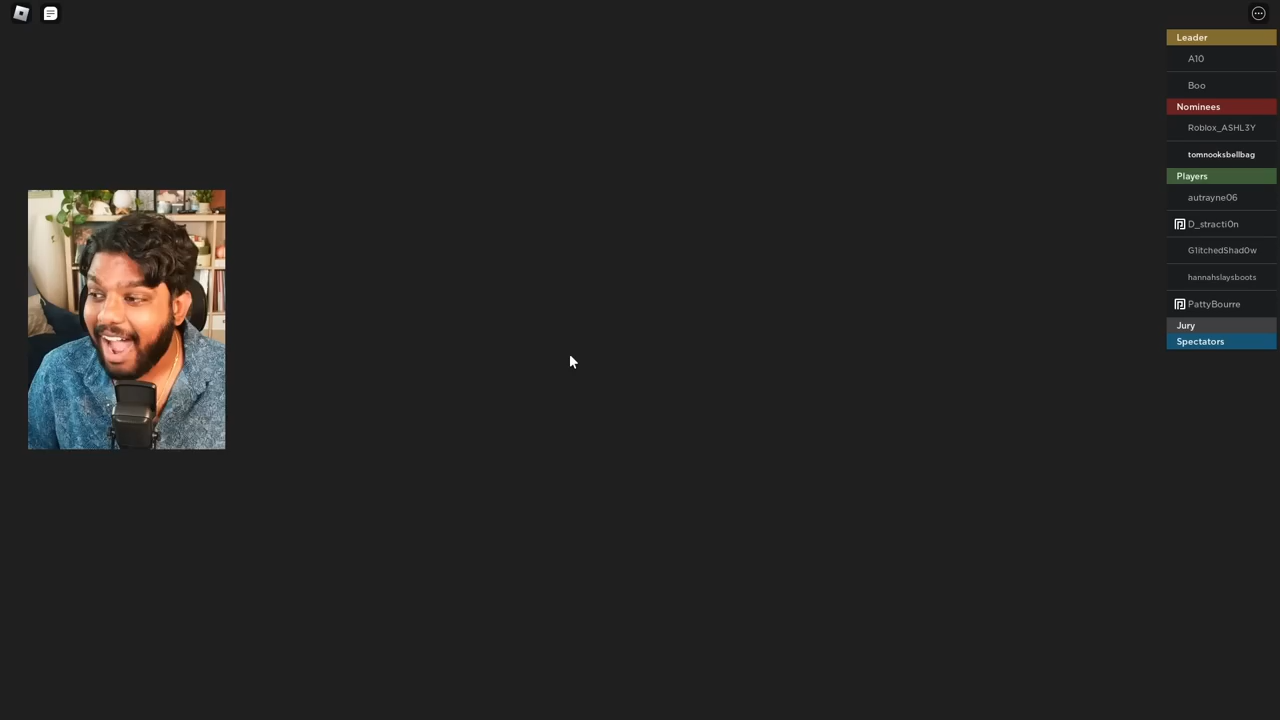 Leader
A10
Boo
Nominees
Roblox_ASHL3Y
tomnooksbellbag
Players
autrayne06
D_stracti0n
G1itchedShad0w
hannahslaysboots
PattyBourre
Jury
Spectators